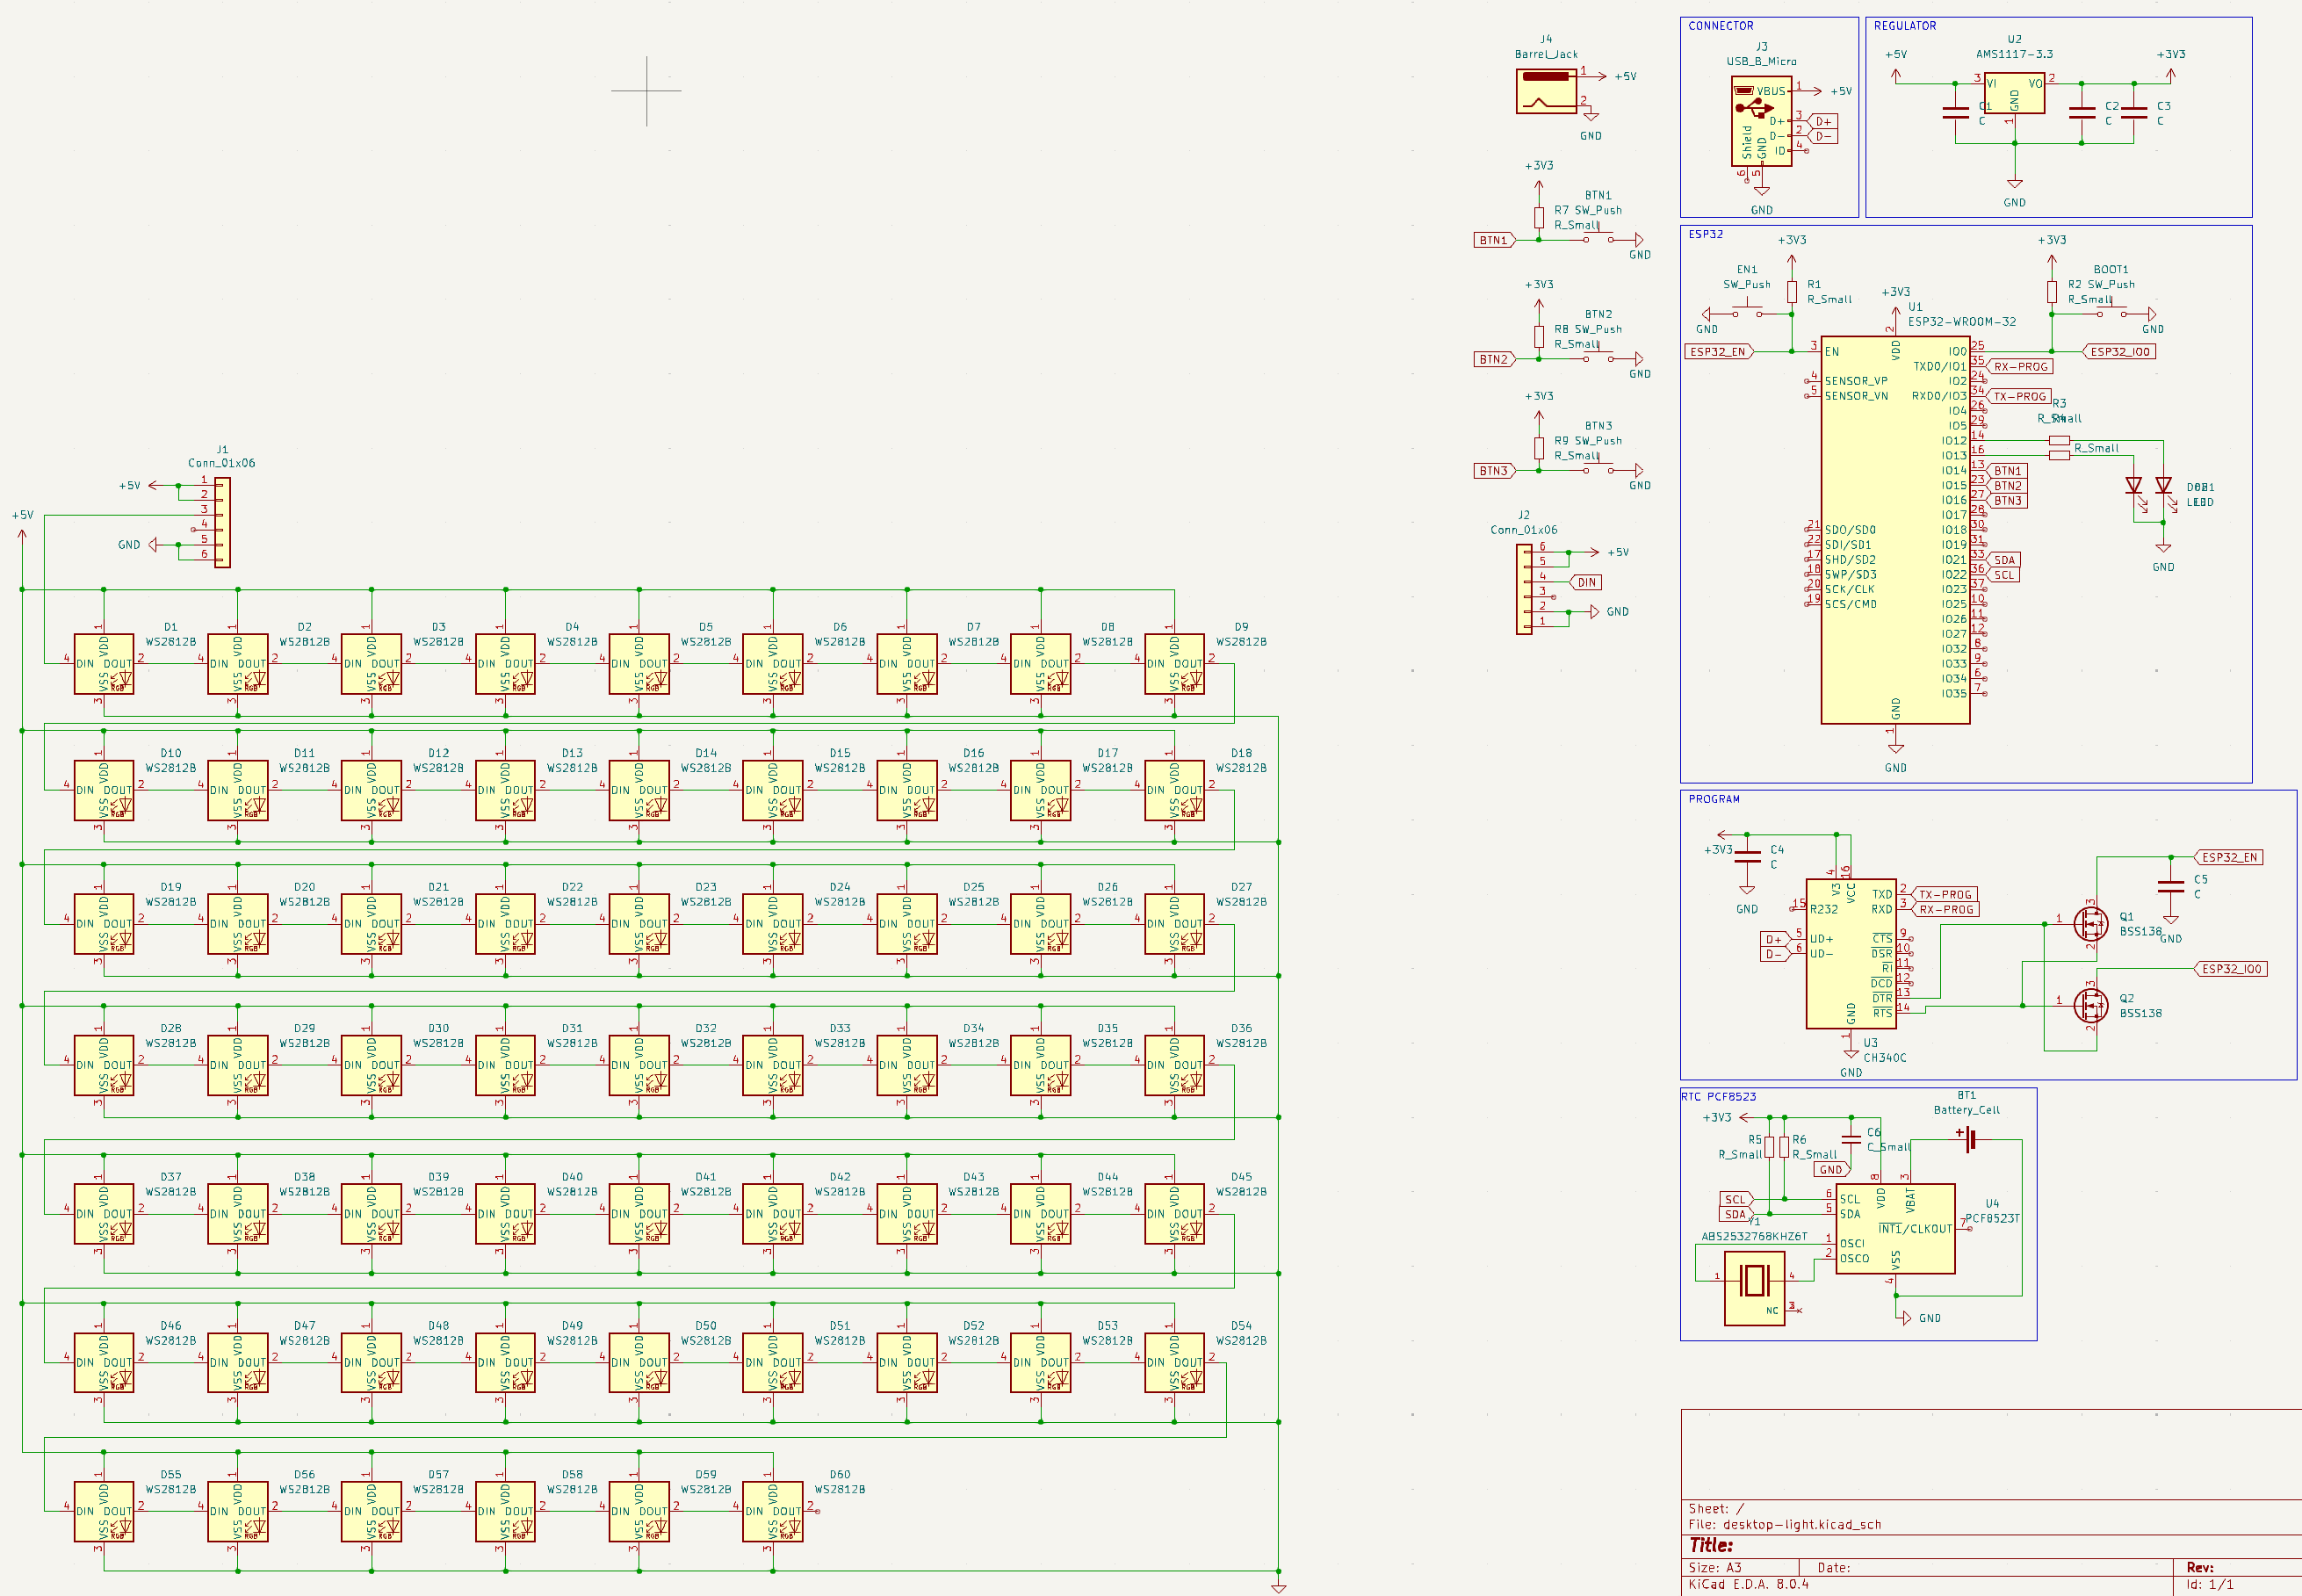 J1
Conn_01x06
+5V
1
2
3
4
GND
5
6
+5V
D1 D2 D3 D4 D5 D6 D7 D8 D9
WS2812B WS2812B WS2812B WS2812B WS2812B WS2812B WS2812B WS2812B WS2812B
4 DIN DOUT 2 VDD 1 VSS 3 RGB
D10 D11 D12 D13 D14 D15 D16 D17 D18
WS2812B WS2812B WS2812B WS2812B WS2812B WS2812B WS2812B WS2812B WS2812B
D19 D20 D21 D22 D23 D24 D25 D26 D27
WS2812B WS2812B WS2812B WS2812B WS2812B WS2812B WS2812B WS2812B WS2812B
D28 D29 D30 D31 D32 D33 D34 D35 D36
WS2812B WS2812B WS2812B WS2812B WS2812B WS2812B WS2812B WS2812B WS2812B
D37 D38 D39 D40 D41 D42 D43 D44 D45
WS2812B WS2812B WS2812B WS2812B WS2812B WS2812B WS2812B WS2812B WS2812B
D46 D47 D48 D49 D50 D51 D52 D53 D54
WS2812B WS2812B WS2812B WS2812B WS2812B WS2812B WS2812B WS2812B WS2812B
D55 D56 D57 D58 D59 D60
WS2812B WS2812B WS2812B WS2812B WS2812B WS2812B
J4
Barrel_Jack
1 +5V
2
GND
+3V3
BTN1
R7 SW_Push
R_Small
BTN1
GND
+3V3
BTN2
R8 SW_Push
R_Small
BTN2
GND
+3V3
BTN3
R9 SW_Push
R_Small
BTN3
GND
J2
Conn_01x06
6 +5V
5
4 DIN
3
2 GND
1
CONNECTOR
J3
USB_B_Micro
VBUS 1 +5V
D+ 3 D+
D- 2 D-
ID 4
Shield GND
6 5
GND
REGULATOR
U2
AMS1117-3.3
+5V +3V3
3 VI VO 2
GND
1
C1 C2 C3
C C C
GND
ESP32
+3V3 +3V3
EN1
SW_Push
R1
R_Small
GND
+3V3
U1
ESP32-WROOM-32
BOOT1
R2 SW_Push
R_Small
GND
2
VDD
ESP32_EN 3 EN
4 SENSOR_VP
5 SENSOR_VN
21 SDO/SD0
22 SDI/SD1
17 SHD/SD2
18 SWP/SD3
20 SCK/CLK
19 SCS/CMD
IO0 25 ESP32_IO0
TXD0/IO1 35 RX-PROG
IO2 24
RXD0/IO3 34 TX-PROG
IO4 26
IO5 29
IO12 14
IO13 16
IO14 13 BTN1
IO15 23 BTN2
IO16 27 BTN3
IO17 28
IO18 30
IO19 31
IO21 33 SDA
IO22 36 SCL
IO23 37
IO25 10
IO26 11
IO27 12
IO32 8
IO33 9
IO34 6
IO35 7
R3
R_Small
GND
GND
1
GND
PROGRAM
+3V3
C4
C
GND
4 16
V3 VCC
15 R232
D+ 5 UD+
D- 6 UD-
TXD 2 TX-PROG
RXD 3 RX-PROG
CTS 9
DSR 10
RI 11
DCD 12
DTR 13
RTS 14
GND
1
U3
CH340C
GND
ESP32_EN
C5
C
GND
3
1
2
Q1
BSS138
ESP32_IO0
3
1
2
Q2
BSS138
RTC PCF8523
BT1
Battery_Cell
+3V3
R5 R6
R_Small R_Small
C6
C_Small
GND
+
8 3
VDD VBAT
SCL 6 SCL
SDA 5 SDA
U4
PCF8523T
INT1/CLKOUT 7
Y1
ABS2532768KHZ6T
1 OSCI
2 OSCO
VSS
4
1 4
NC
GND
Sheet: /
File: desktop-light.kicad_sch
Title:
Size: A3 Date: Rev:
KiCad E.D.A. 8.0.4 Id: 1/1